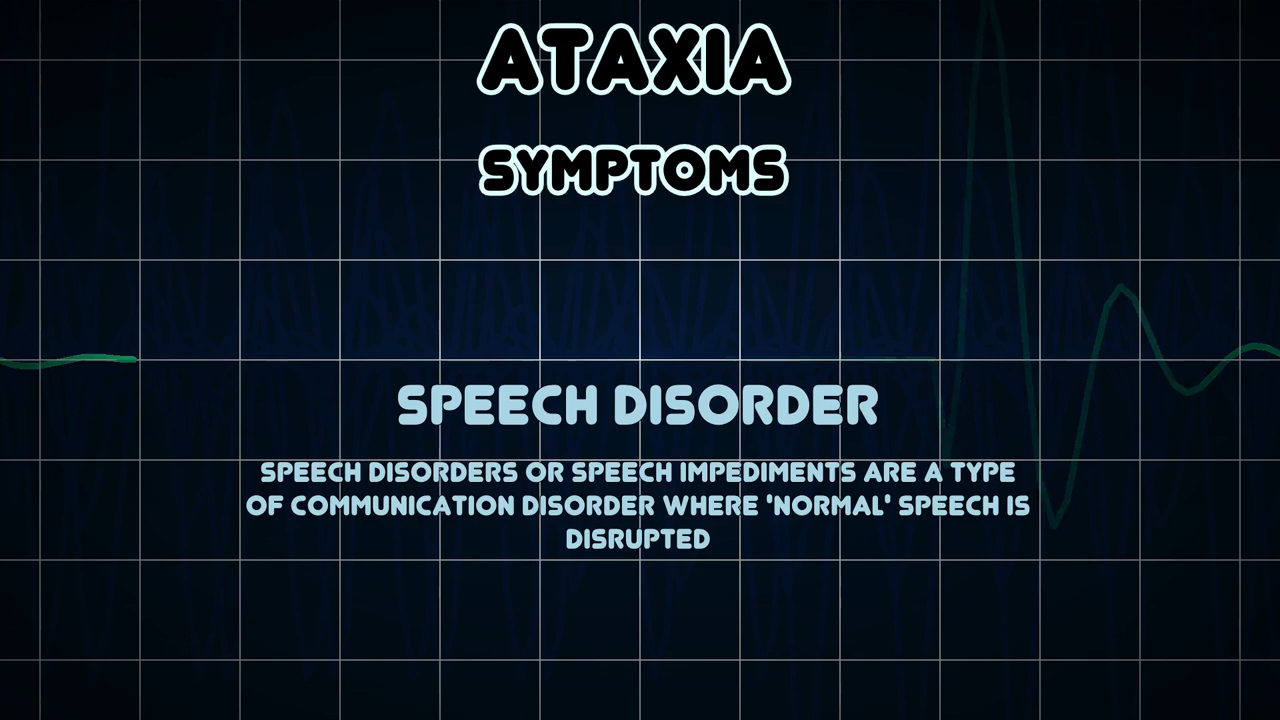 ATAXIA
SYMPTOMS
SPEECH DISORDER
SPEECH DISORDERS OR SPEECH IMPEDIMENTS ARE A TYPE
OF COMMUNICATION DISORDER WHERE 'NORMAL' SPEECH IS
DISRUPTED